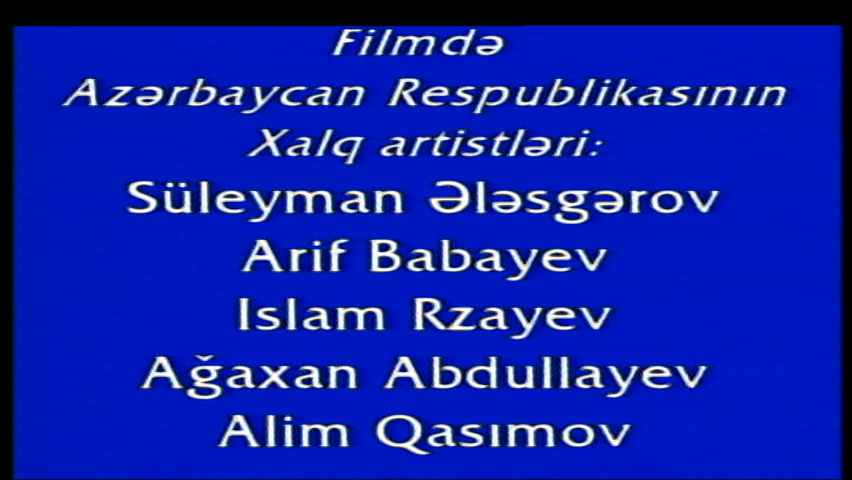 Filmdə
Azərbaycan Respublikasının
Xalq artistləri:
Süleyman Ələsgərov
Arif Babayev
Islam Rzayev
Ağaxan Abdullayev
Alim Qasımov